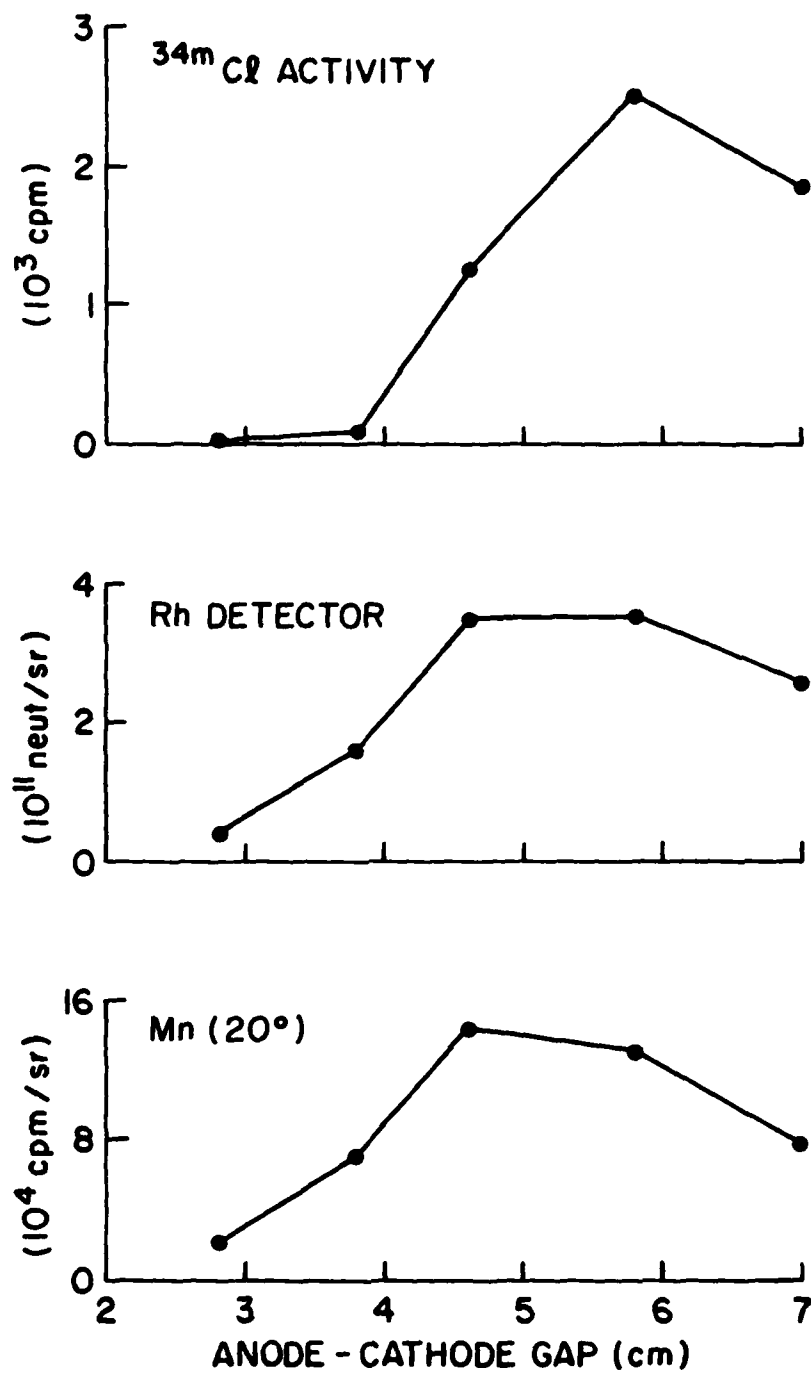 3
34m Cl ACTIVITY
2
(10³ cpm)
1
0
4
Rh DETECTOR
2
(10¹¹ neut/sr)
0
16
Mn (20°)
8
(10⁴ cpm/sr)
0
2 3 4 5 6 7
ANODE-CATHODE GAP (cm)